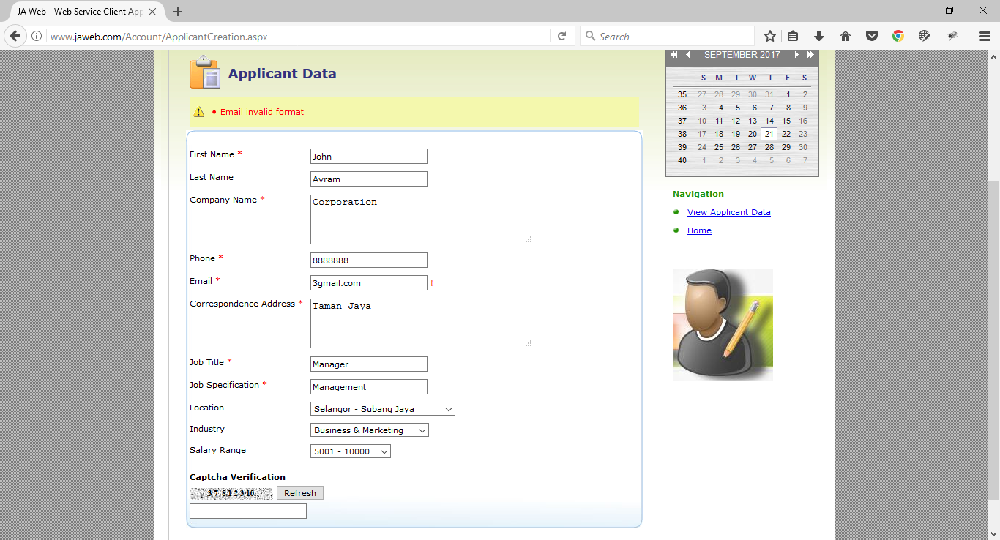 JA Web - Web Service Client App
www.jaweb.com/Account/ApplicantCreation.aspx
Search
Applicant Data
Email invalid format
First Name *
John
Last Name
Avram
Company Name *
Corporation
Phone *
8888888
Email *
3gmail.com
!
Correspondence Address *
Taman Jaya
Job Title *
Manager
Job Specification *
Management
Location
Selangor - Subang Jaya
Industry
Business & Marketing
Salary Range
5001 - 10000
Captcha Verification
Refresh
SEPTEMBER 2017
S M T W T F S
35 27 28 29 30 31 1 2
36 3 4 5 6 7 8 9
37 10 11 12 13 14 15 16
38 17 18 19 20 21 22 23
39 24 25 26 27 28 29 30
40 1 2 3 4 5 6 7
Navigation
View Applicant Data
Home